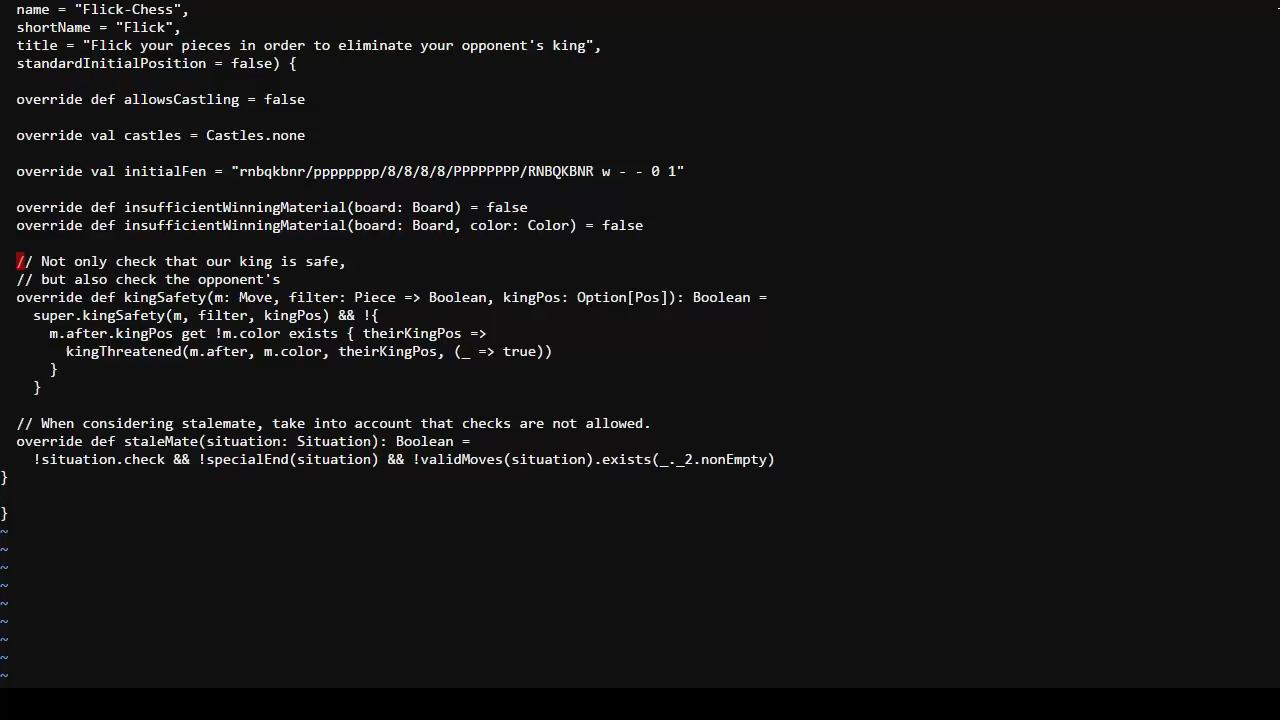 name = "Flick-Chess",
shortName = "Flick",
title = "Flick your pieces in order to eliminate your opponent's king",
standardInitialPosition = false) {
override def allowsCastling = false
override val castles = Castles.none
override val initialFen = "rnbqkbnr/pppppppp/8/8/8/8/PPPPPPPP/RNBQKBNR w - - 0 1"
override def insufficientWinningMaterial(board: Board) = false
override def insufficientWinningMaterial(board: Board, color: Color) = false
// Not only check that our king is safe,
// but also check the opponent's
override def kingSafety(m: Move, filter: Piece => Boolean, kingPos: Option[Pos]): Boolean =
super.kingSafety(m, filter, kingPos) && !{
m.after.kingPos get !m.color exists { theirKingPos =>
kingThreatened(m.after, m.color, theirKingPos, (_ => true))
}
}
// When considering stalemate, take into account that checks are not allowed.
override def staleMate(situation: Situation): Boolean =
!situation.check && !specialEnd(situation) && !validMoves(situation).exists(_._2.nonEmpty)
}
}
~
~
~
~
~
~
~
~
~